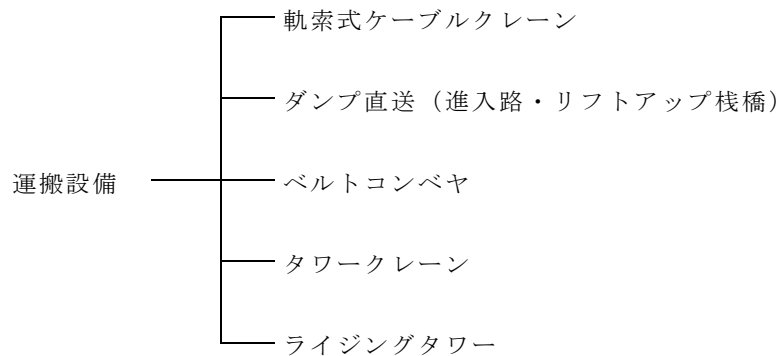 軌索式ケーブルクレーン
ダンプ直送（進入路・リフトアップ桟橋）
運搬設備
ベルトコンベヤ
タワークレーン
ライジングタワー